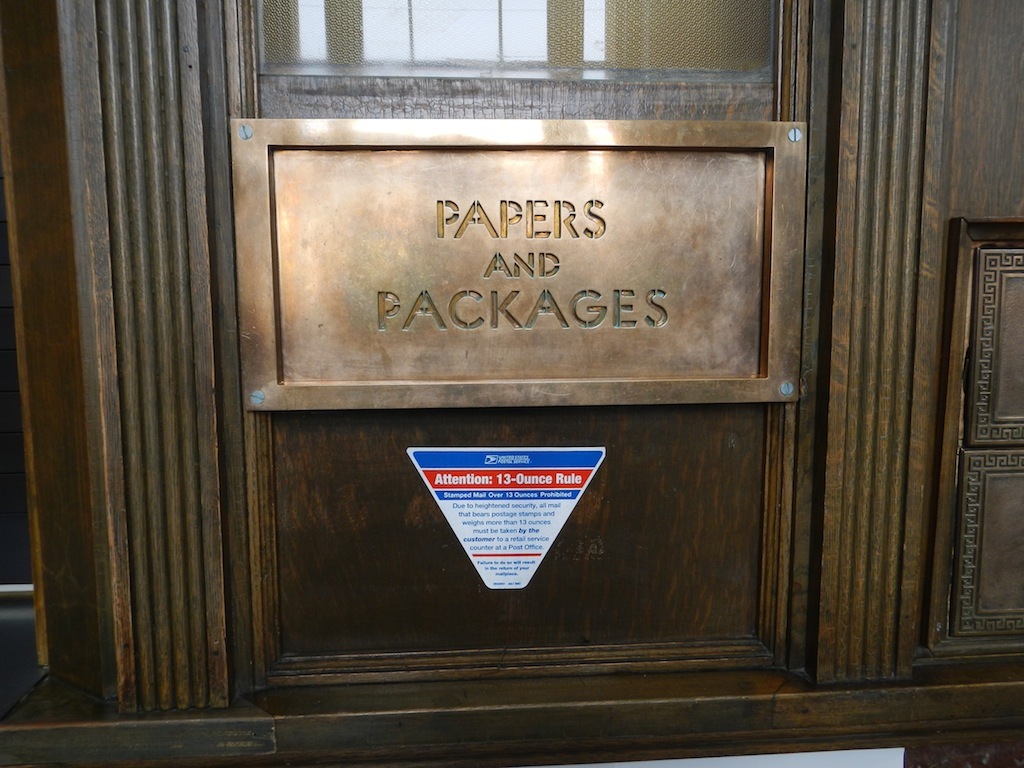 PAPERS
AND
PACKAGES
UNITED STATES
POSTAL SERVICE
Attention: 13-Ounce Rule
Stamped Mail Over 13 Ounces Prohibited
Due to heightened security, all mail
that bears postage stamps and
weighs more than 13 ounces
must be taken by the
customer to a retail service
counter at a Post Office.
Failure to do so will result
in the return of your
mailpiece.